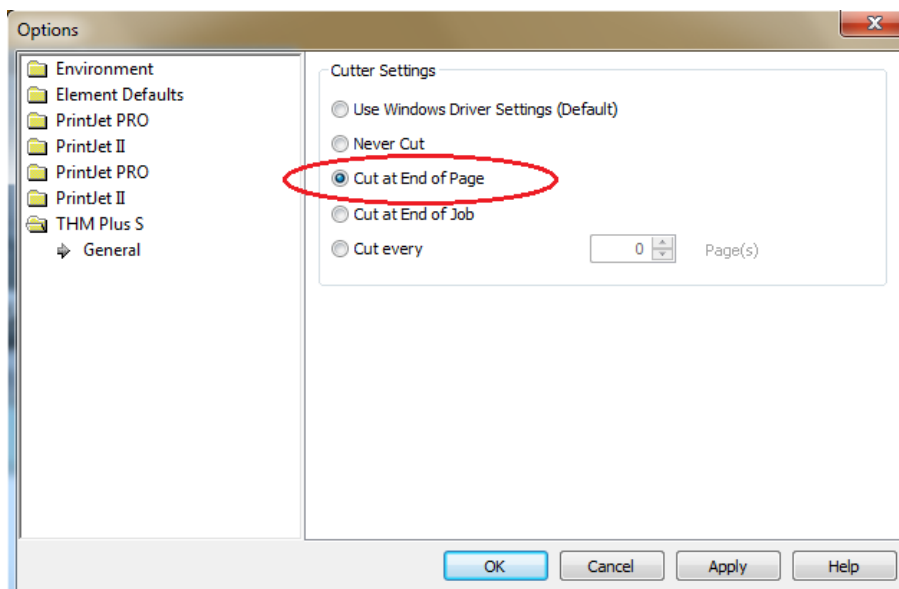 Options
Environment
Element Defaults
PrintJet PRO
PrintJet II
PrintJet PRO
PrintJet II
THM Plus S
General
Cutter Settings
Use Windows Driver Settings (Default)
Never Cut
Cut at End of Page
Cut at End of Job
Cut every 0 Page(s)
OK Cancel Apply Help